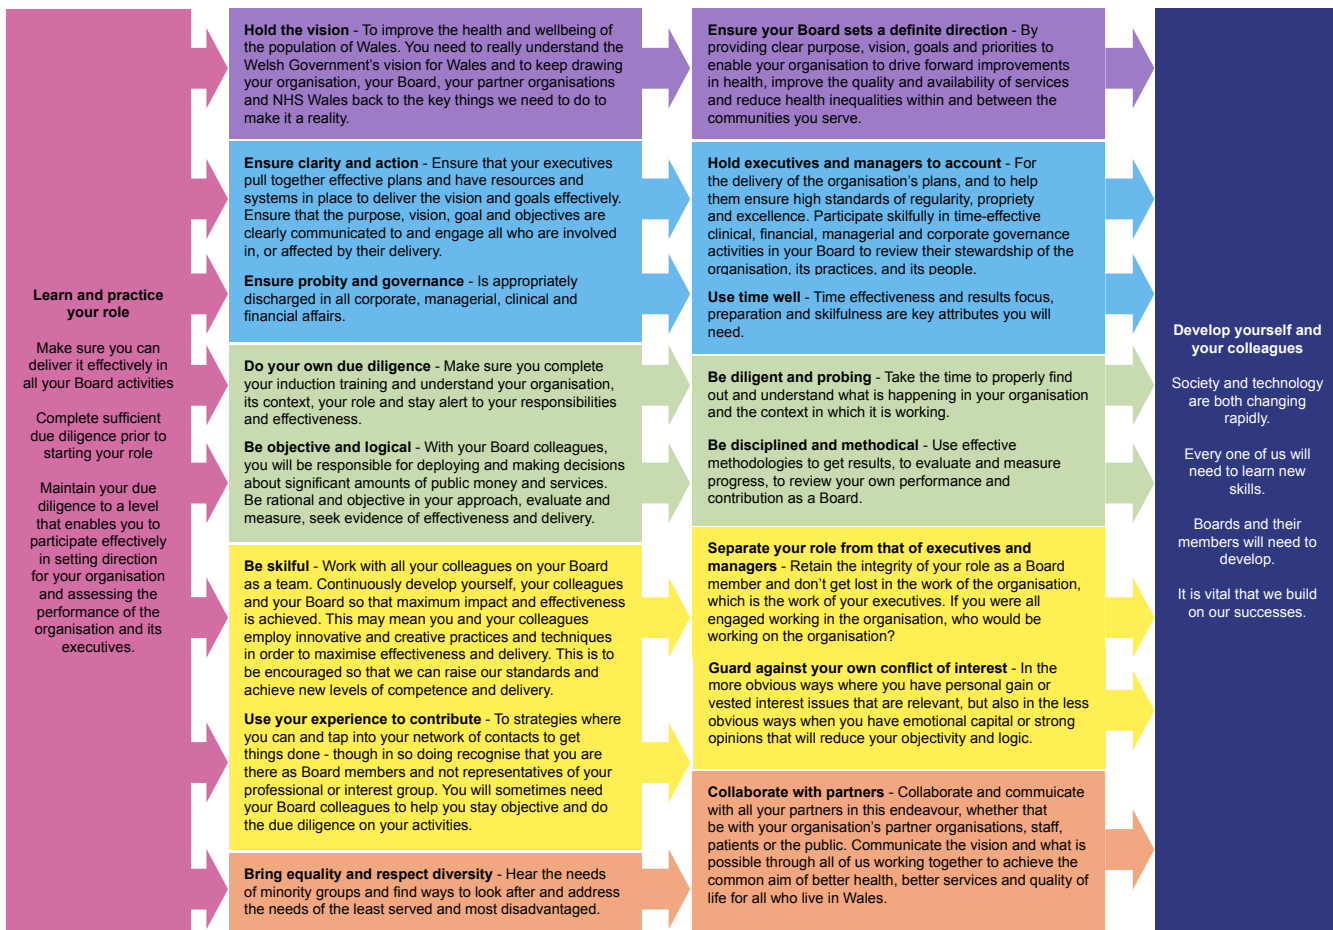 Learn and practice
your role
Make sure you can
deliver it effectively in
all your Board activities
Complete sufficient
due diligence prior to
starting your role
Maintain your due
diligence to a level
that enables you to
participate effectively
in setting direction
for your organisation
and assessing the
performance of the
organisation and its
executives.
Hold the vision - To improve the health and wellbeing of
the population of Wales. You need to really understand the
Welsh Government's vision for Wales and to keep drawing
your organisation, your Board, your partner organisations
and NHS Wales back to the key things we need to do to
make it a reality.
Ensure clarity and action - Ensure that your executives
pull together effective plans and have resources and
systems in place to deliver the vision and goals effectively.
Ensure that the purpose, vision, goal and objectives are
clearly communicated to and engage all who are involved
in, or affected by their delivery.
Ensure probity and governance - Is appropriately
discharged in all corporate, managerial, clinical and
financial affairs.
Do your own due diligence - Make sure you complete
your induction training and understand your organisation,
its context, your role and stay alert to your responsibilities
and effectiveness.
Be objective and logical - With your Board colleagues,
you will be responsible for deploying and making decisions
about significant amounts of public money and services.
Be rational and objective in your approach, evaluate and
measure, seek evidence of effectiveness and delivery.
Be skilful - Work with all your colleagues on your Board
as a team. Continuously develop yourself, your colleagues
and your Board so that maximum impact and effectiveness
is achieved. This may mean you and your colleagues
employ innovative and creative practices and techniques
in order to maximise effectiveness and delivery. This is to
be encouraged so that we can raise our standards and
achieve new levels of competence and delivery.
Use your experience to contribute - To strategies where
you can and tap into your network of contacts to get
things done - though in so doing recognise that you are
there as Board members and not representatives of your
professional or interest group. You will sometimes need
your Board colleagues to help you stay objective and do
the due diligence on your activities.
Bring equality and respect diversity - Hear the needs
of minority groups and find ways to look after and address
the needs of the least served and most disadvantaged.
Ensure your Board sets a definite direction - By
providing clear purpose, vision, goals and priorities to
enable your organisation to drive forward improvements
in health, improve the quality and availability of services
and reduce health inequalities within and between the
communities you serve.
Hold executives and managers to account - For
the delivery of the organisation's plans, and to help
them ensure high standards of regularity, propriety
and excellence. Participate skilfully in time-effective
clinical, financial, managerial and corporate governance
activities in your Board to review their stewardship of the
organisation, its practices, and its people.
Use time well - Time effectiveness and results focus,
preparation and skilfulness are key attributes you will
need.
Be diligent and probing - Take the time to properly find
out and understand what is happening in your organisation
and the context in which it is working.
Be disciplined and methodical - Use effective
methodologies to get results, to evaluate and measure
progress, to review your own performance and
contribution as a Board.
Separate your role from that of executives and
managers - Retain the integrity of your role as a Board
member and don't get lost in the work of the organisation,
which is the work of your executives. If you were all
engaged working in the organisation, who would be
working on the organisation?
Guard against your own conflict of interest - In the
more obvious ways where you have personal gain or
vested interest issues that are relevant, but also in the less
obvious ways when you have emotional capital or strong
opinions that will reduce your objectivity and logic.
Collaborate with partners - Collaborate and commuicate
with all your partners in this endeavour, whether that
be with your organisation's partner organisations, staff,
patients or the public. Communicate the vision and what is
possible through all of us working together to achieve the
common aim of better health, better services and quality of
life for all who live in Wales.
Develop yourself and
your colleagues
Society and technology
are both changing
rapidly.
Every one of us will
need to learn new
skills.
Boards and their
members will need to
develop.
It is vital that we build
on our successes.